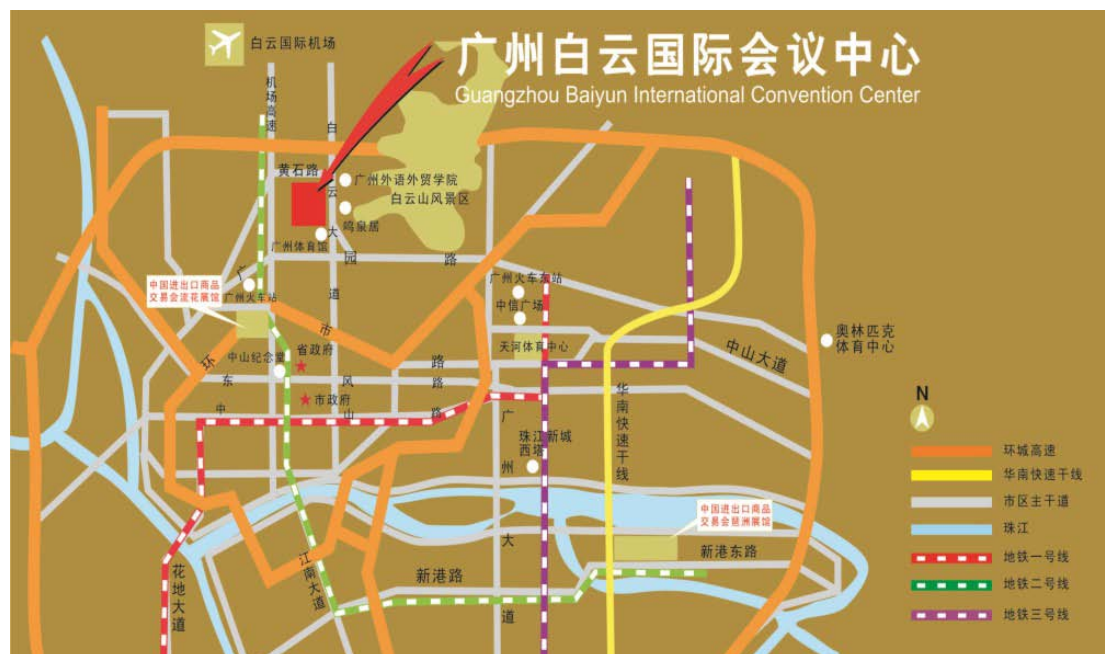 白云国际机场
广州白云国际会议中心
Guangzhou Baiyun International Convention Center
机场高速
白云大道
黄石路
广州外语外贸学院
白云山风景区
鸣泉居
广州体育馆
广园路
中国进出口商品
交易会流花展馆
广州火车站
广州火车东站
中信广场
天河体育中心
奥林匹克
体育中心
中山大道
环市路
中山纪念堂
省政府
东风路
市政府
中山路
华南快速干线
广州大道
珠江新城
西塔
中国进出口商品
交易会琶洲展馆
新港东路
新港路
江南大道
花地大道
N
环城高速
华南快速干线
市区主干道
珠江
地铁一号线
地铁二号线
地铁三号线